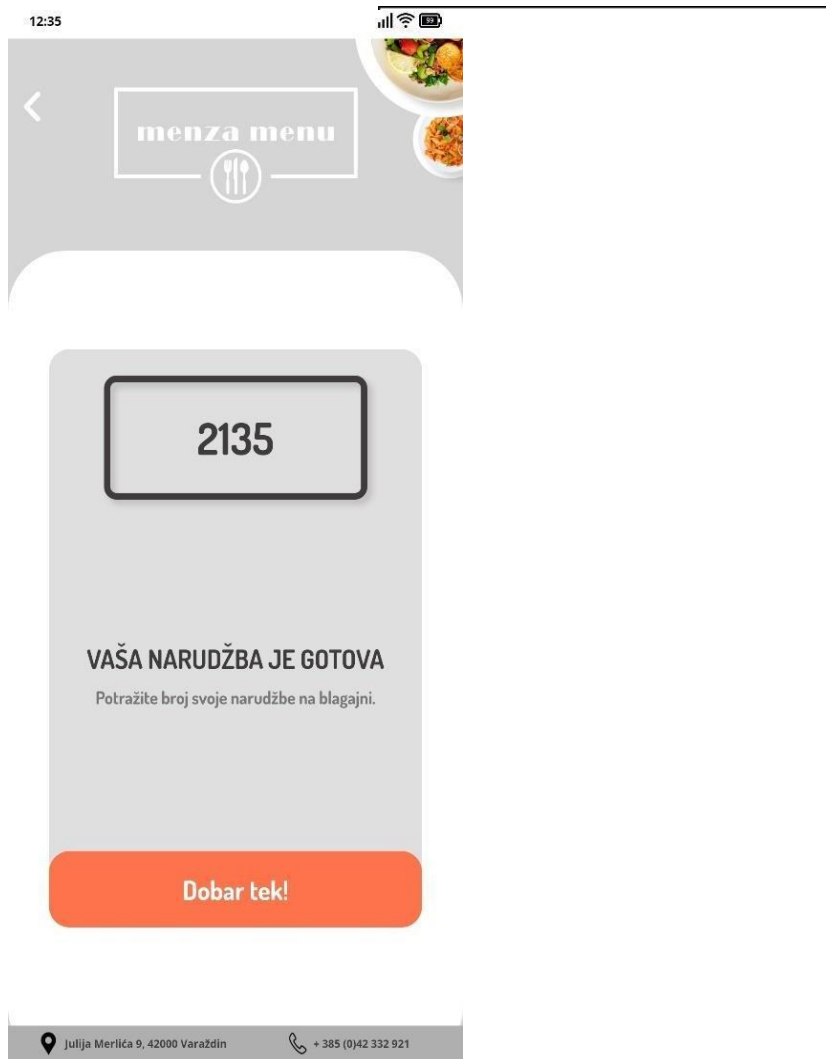 12:35
99
menza menu
2135
VAŠA NARUDŽBA JE GOTOVA
Potražite broj svoje narudžbe na blagajni.
Dobar tek!
Julija Merlića 9, 42000 Varaždin
+ 385 (0)42 332 921